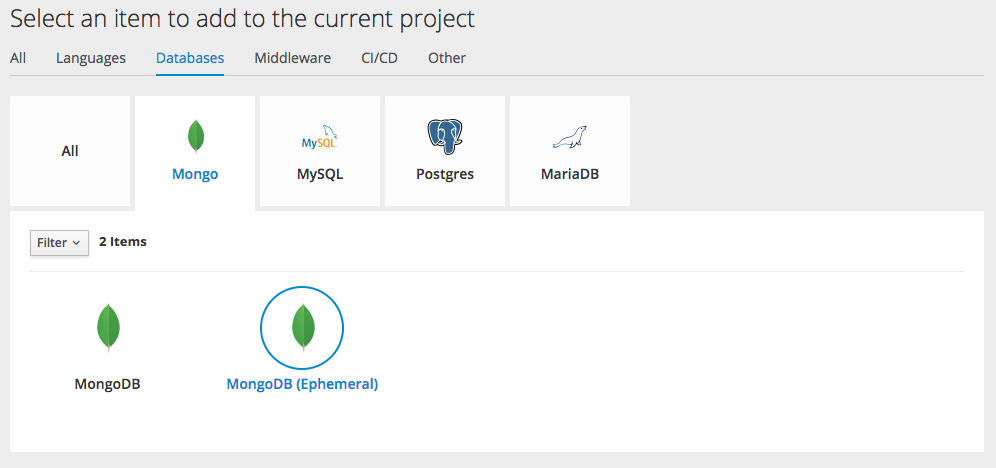 Select an item to add to the current project
All Languages Databases Middleware CI/CD Other
MySQL
All Mongo MySQL Postgres MariaDB
Filter 2 Items
MongoDB MongoDB (Ephemeral)